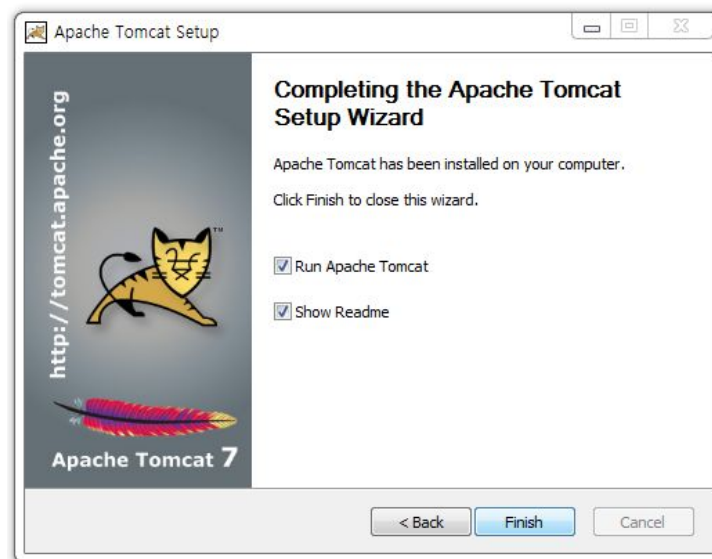 Apache Tomcat Setup
http://tomcat.apache.org
TM
Apache Tomcat 7
Completing the Apache Tomcat
Setup Wizard
Apache Tomcat has been installed on your computer.
Click Finish to close this wizard.
Run Apache Tomcat
Show Readme
< Back
Finish
Cancel